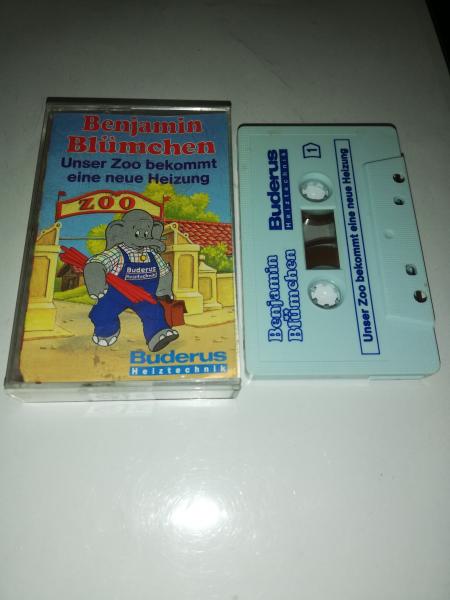 Benjamin
Blümchen
Unser Zoo bekommt
eine neue Heizung
ZOO
Buderus
Heiztechnik
Buderus
Heiztechnik
Buderus
Heiztechnik
1
Benjamin
Blümchen
Unser Zoo bekommt eine neue Heizung